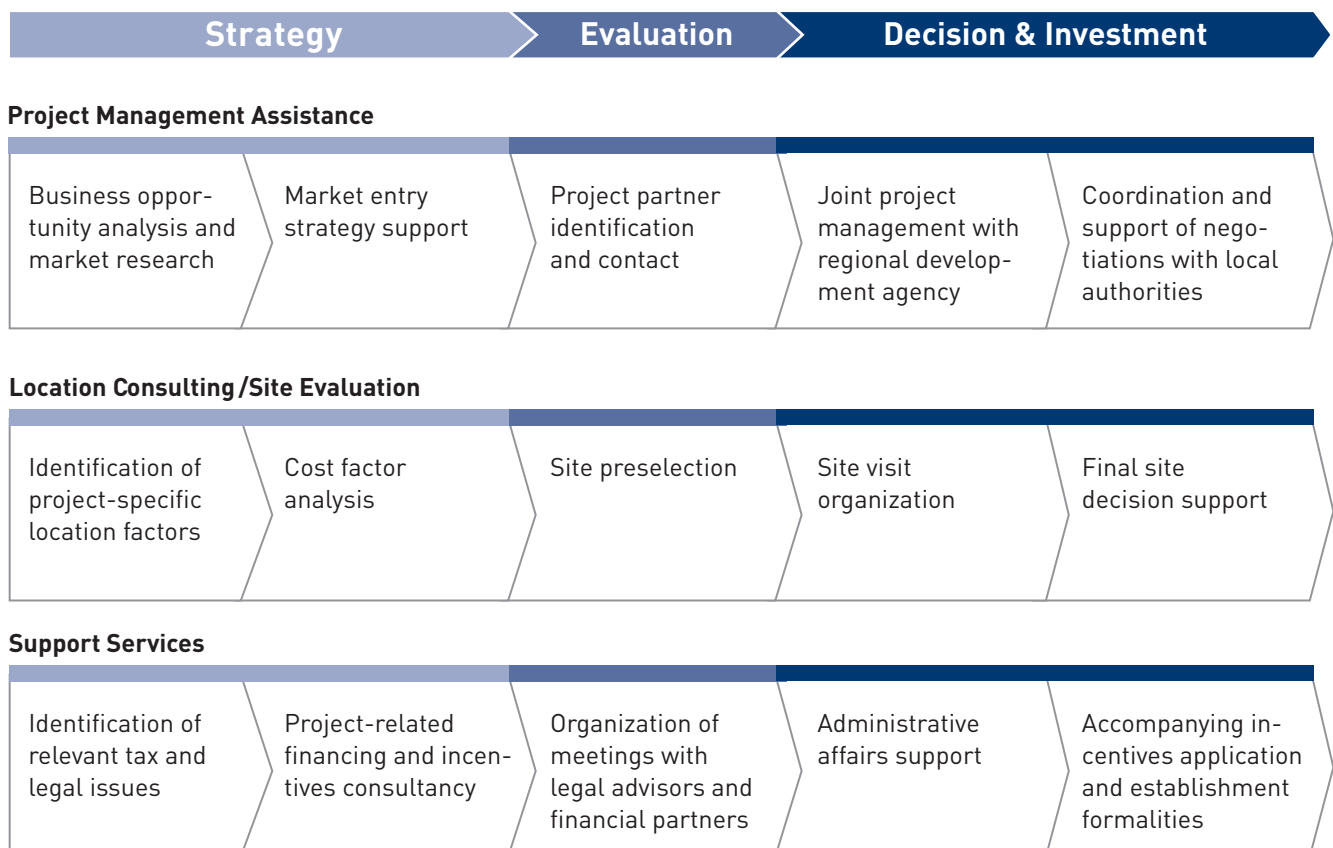 Strategy
Evaluation
Decision & Investment
Project Management Assistance
Business oppor-
tunity analysis and
market research
Market entry
strategy support
Project partner
identification
and contact
Joint project
management with
regional develop-
ment agency
Coordination and
support of nego-
tiations with local
authorities
Location Consulting/Site Evaluation
Identification of
project-specific
location factors
Cost factor
analysis
Site preselection
Site visit
organization
Final site
decision support
Support Services
Identification of
relevant tax and
legal issues
Project-related
financing and incen-
tives consultancy
Organization of
meetings with
legal advisors and
financial partners
Administrative
affairs support
Accompanying in-
centives application
and establishment
formalities